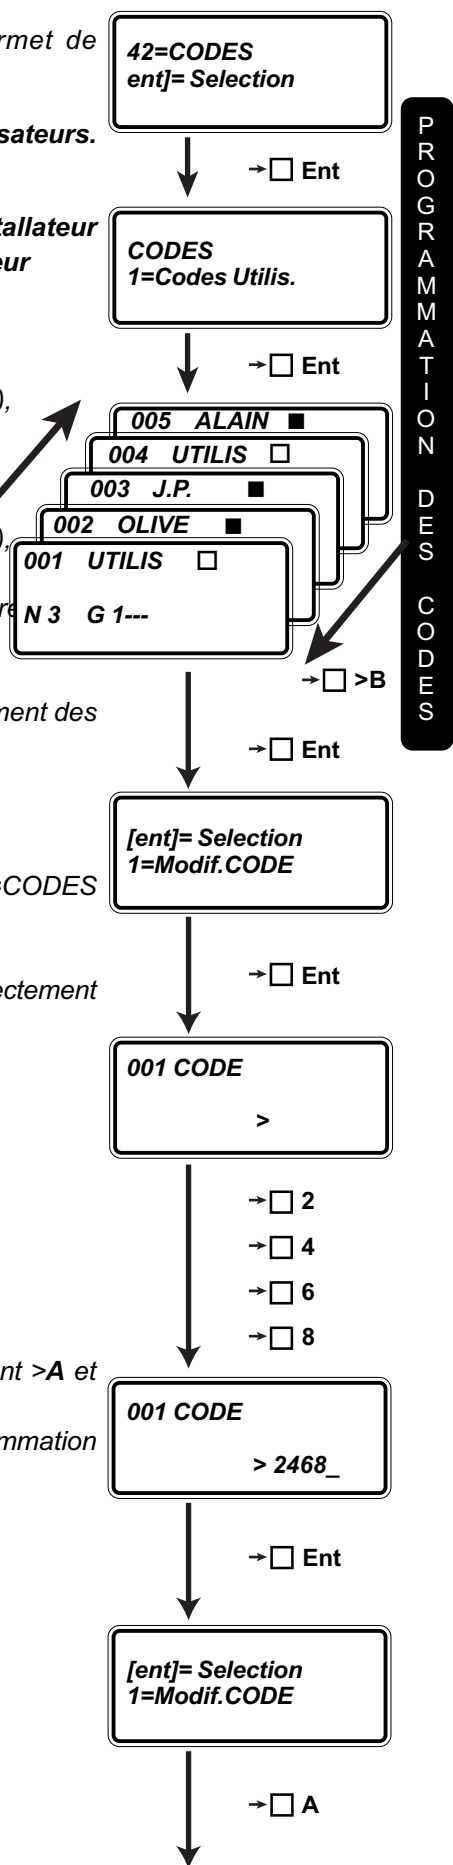 rmet de
42=CODES
ent]= Selection
sateurs.
→□ Ent
tallateur
eur
CODES
1=Codes Utilis.
→□ Ent
),
005 ALAIN ■
004 UTILIS □
003 J.P. ■
002 OLIVE ■
),
001 UTILIS □
re
N 3 G 1---
→□ >B
ment des
→□ Ent
[ent]= Selection
1=Modif.CODE
=CODES
→□ Ent
ectement
001 CODE
>
→□ 2
→□ 4
→□ 6
→□ 8
nt >A et
001 CODE
mmation
> 2468_
→□ Ent
[ent]= Selection
1=Modif.CODE
→□ A
PROGRAMMATION DES CODES